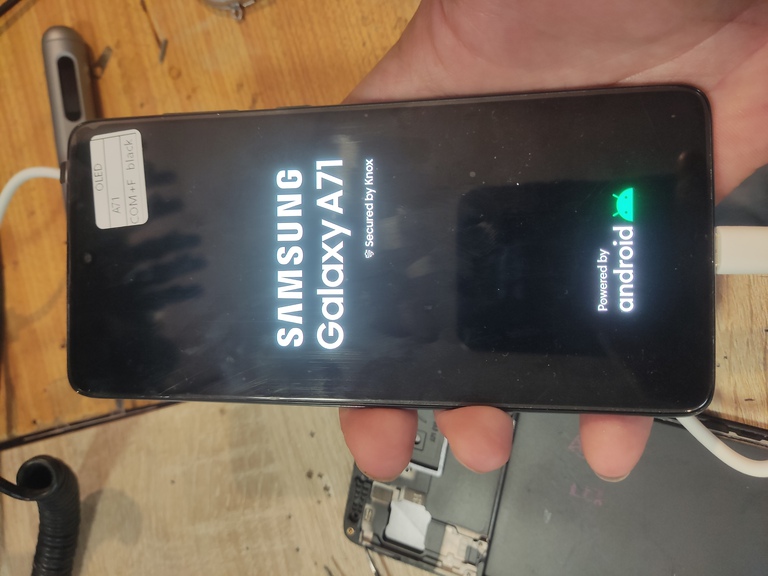 OLED
A71
COM+F black
SAMSUNG
Galaxy A71
Secured by Knox
Powered by
android